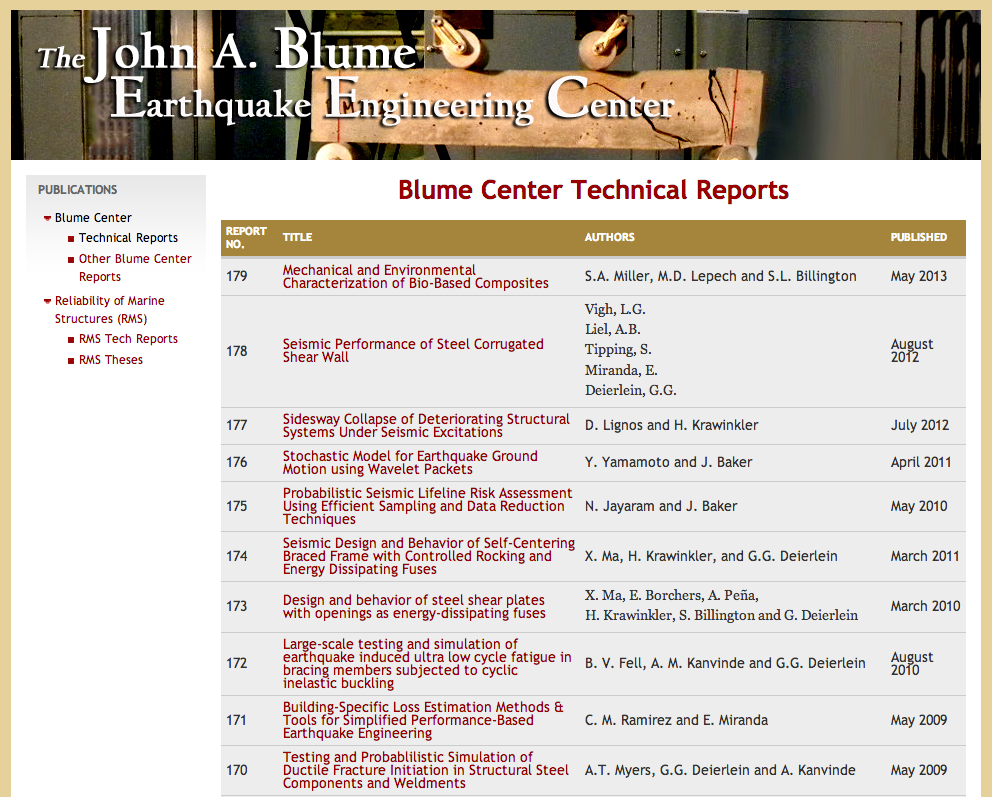 The John A. Blume
Earthquake Engineering Center
PUBLICATIONS
Blume Center
Technical Reports
Other Blume Center
Reports
Reliability of Marine
Structures (RMS)
RMS Tech Reports
RMS Theses
Blume Center Technical Reports
REPORT
NO.
TITLE
AUTHORS
PUBLISHED
179
Mechanical and Environmental
Characterization of Bio-Based Composites
S.A. Miller, M.D. Lepech and S.L. Billington
May 2013
178
Seismic Performance of Steel Corrugated
Shear Wall
Vigh, L.G.
Liel, A.B.
Tipping, S.
Miranda, E.
Deierlein, G.G.
August
2012
177
Sidesway Collapse of Deteriorating Structural
Systems Under Seismic Excitations
D. Lignos and H. Krawinkler
July 2012
176
Stochastic Model for Earthquake Ground
Motion using Wavelet Packets
Y. Yamamoto and J. Baker
April 2011
175
Probabilistic Seismic Lifeline Risk Assessment
Using Efficient Sampling and Data Reduction
Techniques
N. Jayaram and J. Baker
May 2010
174
Seismic Design and Behavior of Self-Centering
Braced Frame with Controlled Rocking and
Energy Dissipating Fuses
X. Ma, H. Krawinkler, and G.G. Deierlein
March 2011
173
Design and behavior of steel shear plates
with openings as energy-dissipating fuses
X. Ma, E. Borchers, A. Peña,
H. Krawinkler, S. Billington and G. Deierlein
March 2010
172
Large-scale testing and simulation of
earthquake induced ultra low cycle fatigue in
bracing members subjected to cyclic
inelastic buckling
B. V. Fell, A. M. Kanvinde and G.G. Deierlein
August
2010
171
Building-Specific Loss Estimation Methods &
Tools for Simplified Performance-Based
Earthquake Engineering
C. M. Ramirez and E. Miranda
May 2009
170
Testing and Probablilistic Simulation of
Ductile Fracture Initiation in Structural Steel
Components and Weldments
A.T. Myers, G.G. Deierlein and A. Kanvinde
May 2009